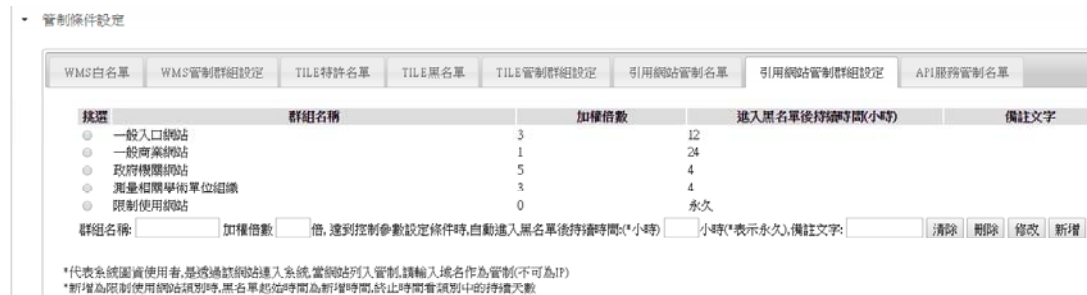 管制條件設定
WMS白名單 WMS管制群組設定 TILE特許名單 TILE黑名單 TILE管制群組設定 引用網站管制名單 引用網站管制群組設定 API服務管制名單
挑選 群組名稱 加權倍數 進入黑名單後持續時間(小時) 備註文字
一般入口網站 3 12
一般商業網站 1 24
政府機關網站 5 4
測量相關學術單位組織 3 4
限制使用網站 0 永久
群組名稱: 加權倍數 倍, 達到控制參數設定條件時,自動進入黑名單後持續時間:(*小時) 小時(*表示永久),備註文字: 清除 刪除 修改 新增
*代表系統圖資使用者,是透過該網站連入系統,當網站列入管制,請輸入域名作為管制(不可為IP)
*新增為限制使用網站類別時,黑名單起始時間為新增時間,終止時間看類別中的持續天數